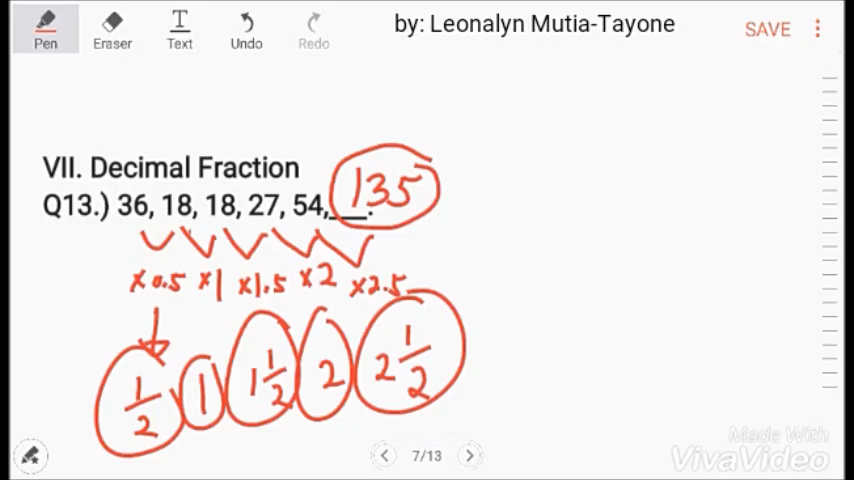 by: Leonalyn Mutia-Tayone
SAVE
Pen Eraser Text Undo Redo
VII. Decimal Fraction
135
Q13.) 36, 18, 18, 27, 54,___.
x0.5 x1 x1.5 x2 x2.5
1/2 1 1 1/2 2 2 1/2
7/13
Made With
VivaVideo